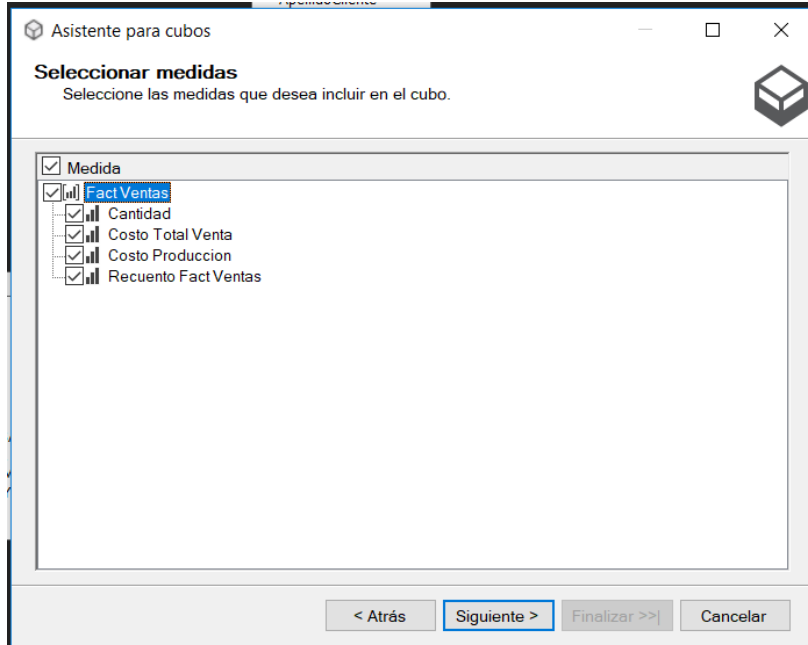 ApellidoCliente
Asistente para cubos
Seleccionar medidas
Seleccione las medidas que desea incluir en el cubo.
Medida
Fact Ventas
Cantidad
Costo Total Venta
Costo Produccion
Recuento Fact Ventas
< Atrás Siguiente > Finalizar >>| Cancelar